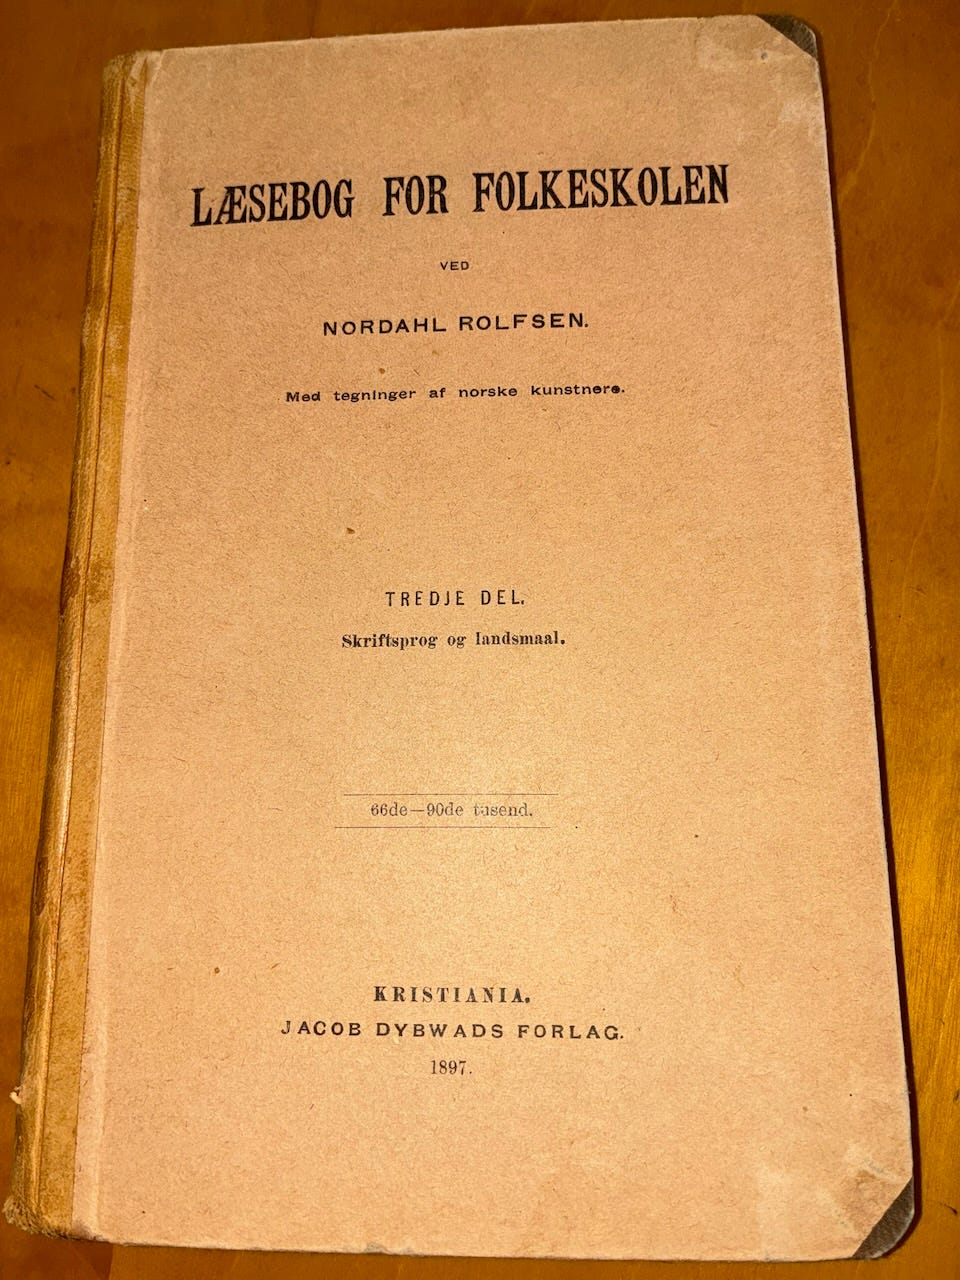 LÆSEBOG FOR FOLKESKOLEN
VED
NORDAHL ROLFSEN.
Med tegninger af norske kunstnere.
TREDJE DEL.
Skriftsprog og landsmaal.
66de—90de tusend.
KRISTIANIA.
JACOB DYBWADS FORLAG.
1897.